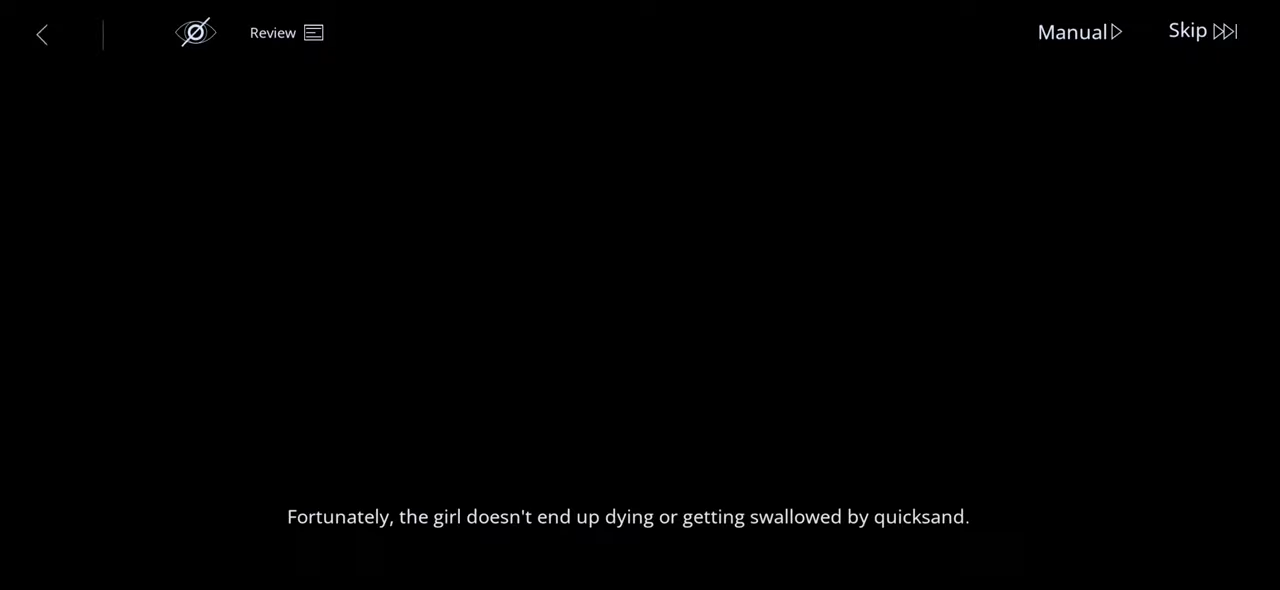 Review
Manual
Skip
Fortunately, the girl doesn't end up dying or getting swallowed by quicksand.